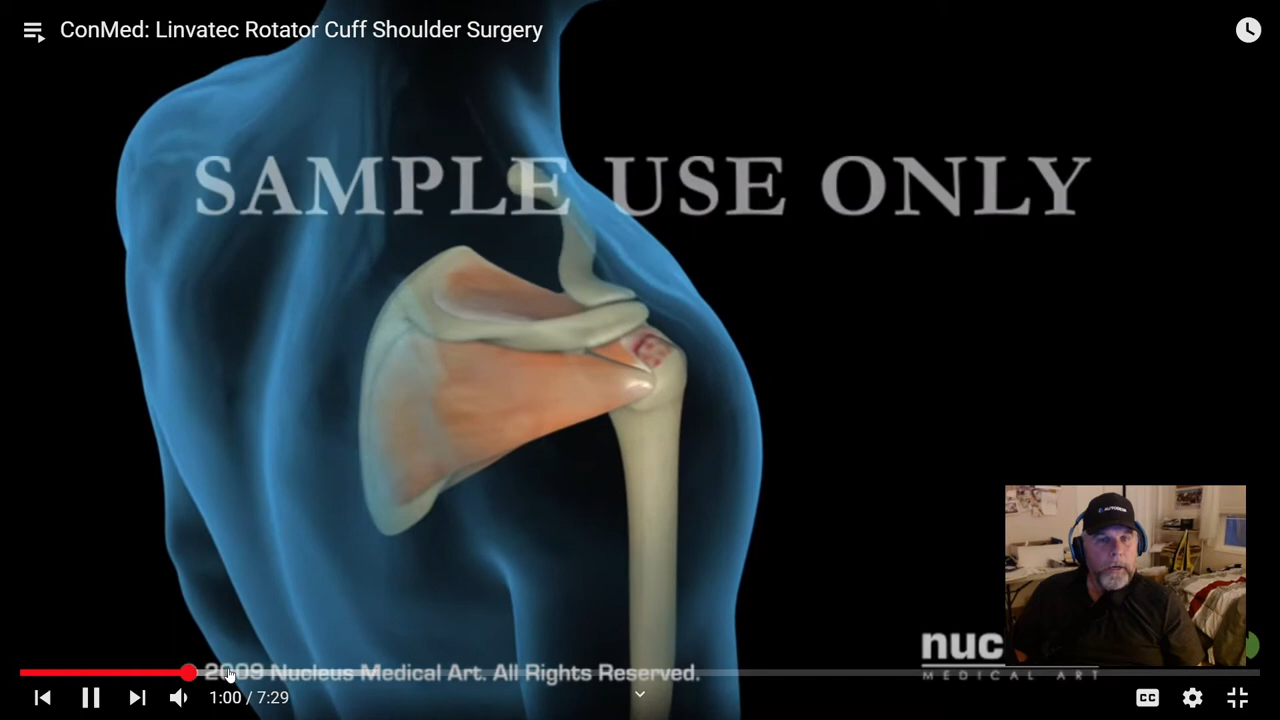 ConMed: Linvatec Rotator Cuff Shoulder Surgery
SAMPLE USE ONLY
AUTODESK
nuc
MEDICAL ART
2009 Nucleus Medical Art. All Rights Reserved.
1:00 / 7:29
CC